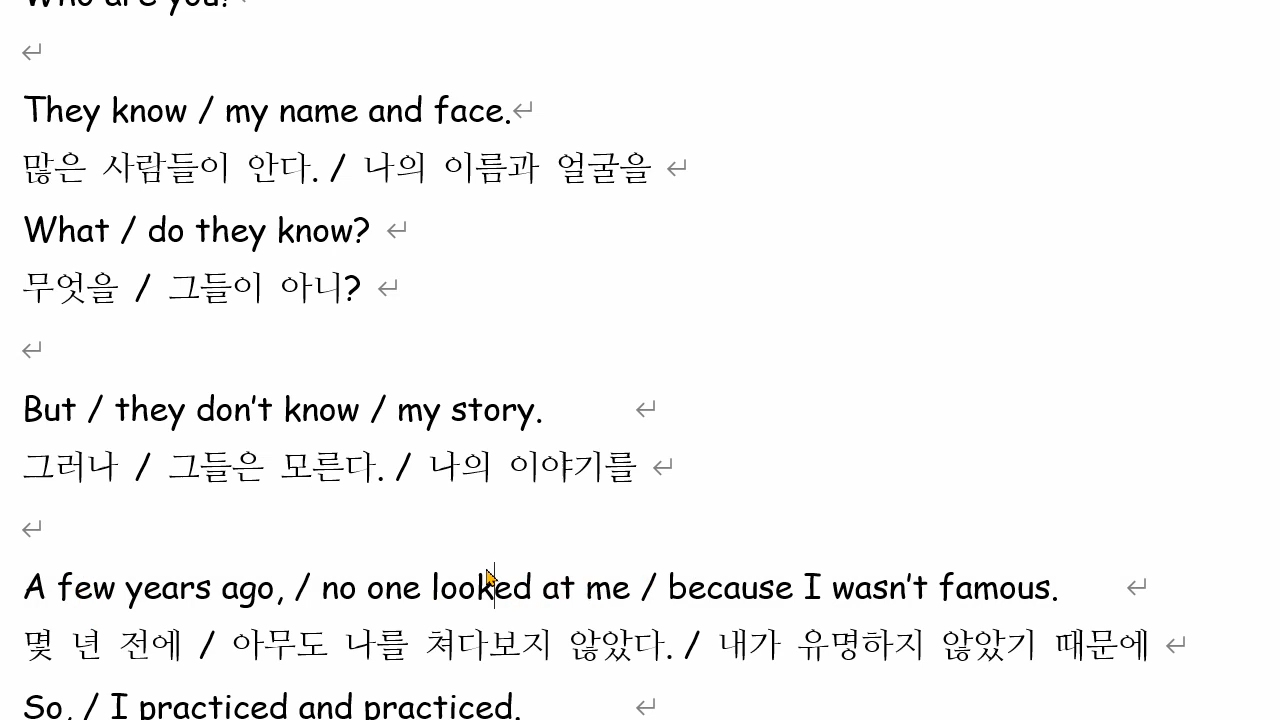 Who are you?
They know / my name and face.
많은 사람들이 안다. / 나의 이름과 얼굴을
What / do they know?
무엇을 / 그들이 아니?
But / they don't know / my story.
그러나 / 그들은 모른다. / 나의 이야기를
A few years ago, / no one looked at me / because I wasn't famous.
몇 년 전에 / 아무도 나를 쳐다보지 않았다. / 내가 유명하지 않았기 때문에
So, / I practiced and practiced.